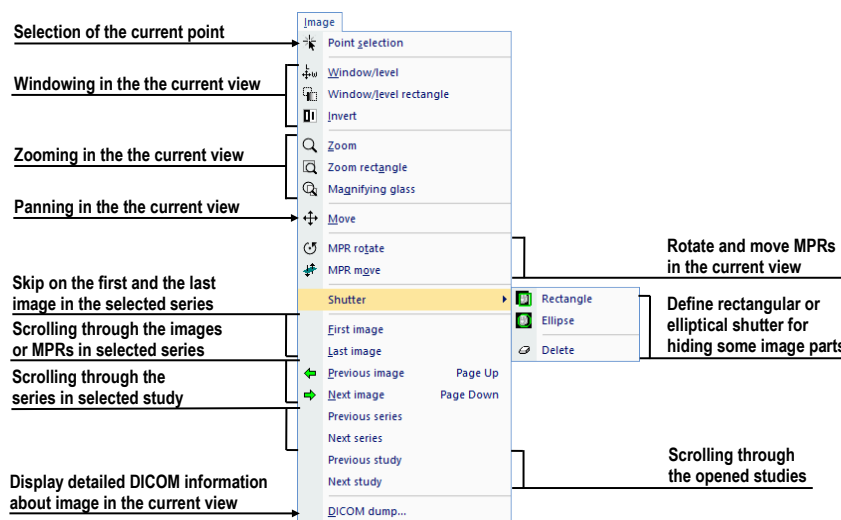 Image
Selection of the current point
Point selection
Windowing in the the current view
Window/level
Window/level rectangle
Invert
Zooming in the the current view
Zoom
Zoom rectangle
Magnifying glass
Panning in the the current view
Move
MPR rotate
MPR move
Rotate and move MPRs
in the current view
Skip on the first and the last
image in the selected series
Shutter
Rectangle
Ellipse
Delete
Define rectangular or
elliptical shutter for
hiding some image parts
Scrolling through the images
or MPRs in selected series
First image
Last image
Scrolling through the
series in selected study
Previous image Page Up
Next image Page Down
Previous series
Next series
Previous study
Next study
Scrolling through
the opened studies
Display detailed DICOM information
about image in the current view
DICOM dump...